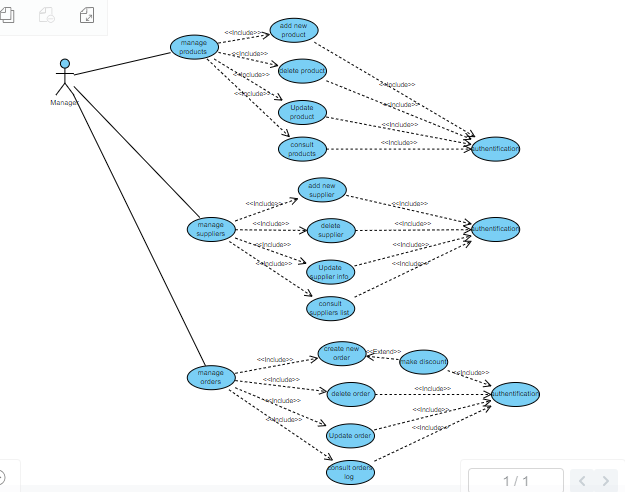 add new
product
<<Include>>
manage
products
<<Include>>
delete product
<<Include>>
<<Include>>
<<Include>>
Manager
Update
product
<<Include>>
<<Include>>
consult
products
<<Include>>
authentification
add new
supplier
<<Include>>
<<Include>>
manage
suppliers
<<Include>>
delete
supplier
<<Include>>
authentification
<<Include>>
<<Include>>
Update
supplier info
<<Include>>
<<Include>>
consult
suppliers list
create new
order
<<Extend>>
make discount
<<Include>>
<<Include>>
manage
orders
<<Include>>
delete order
<<Include>>
authentification
<<Include>>
<<Include>>
<<Include>>
Update order
<<Include>>
consult orders
log
1 / 1